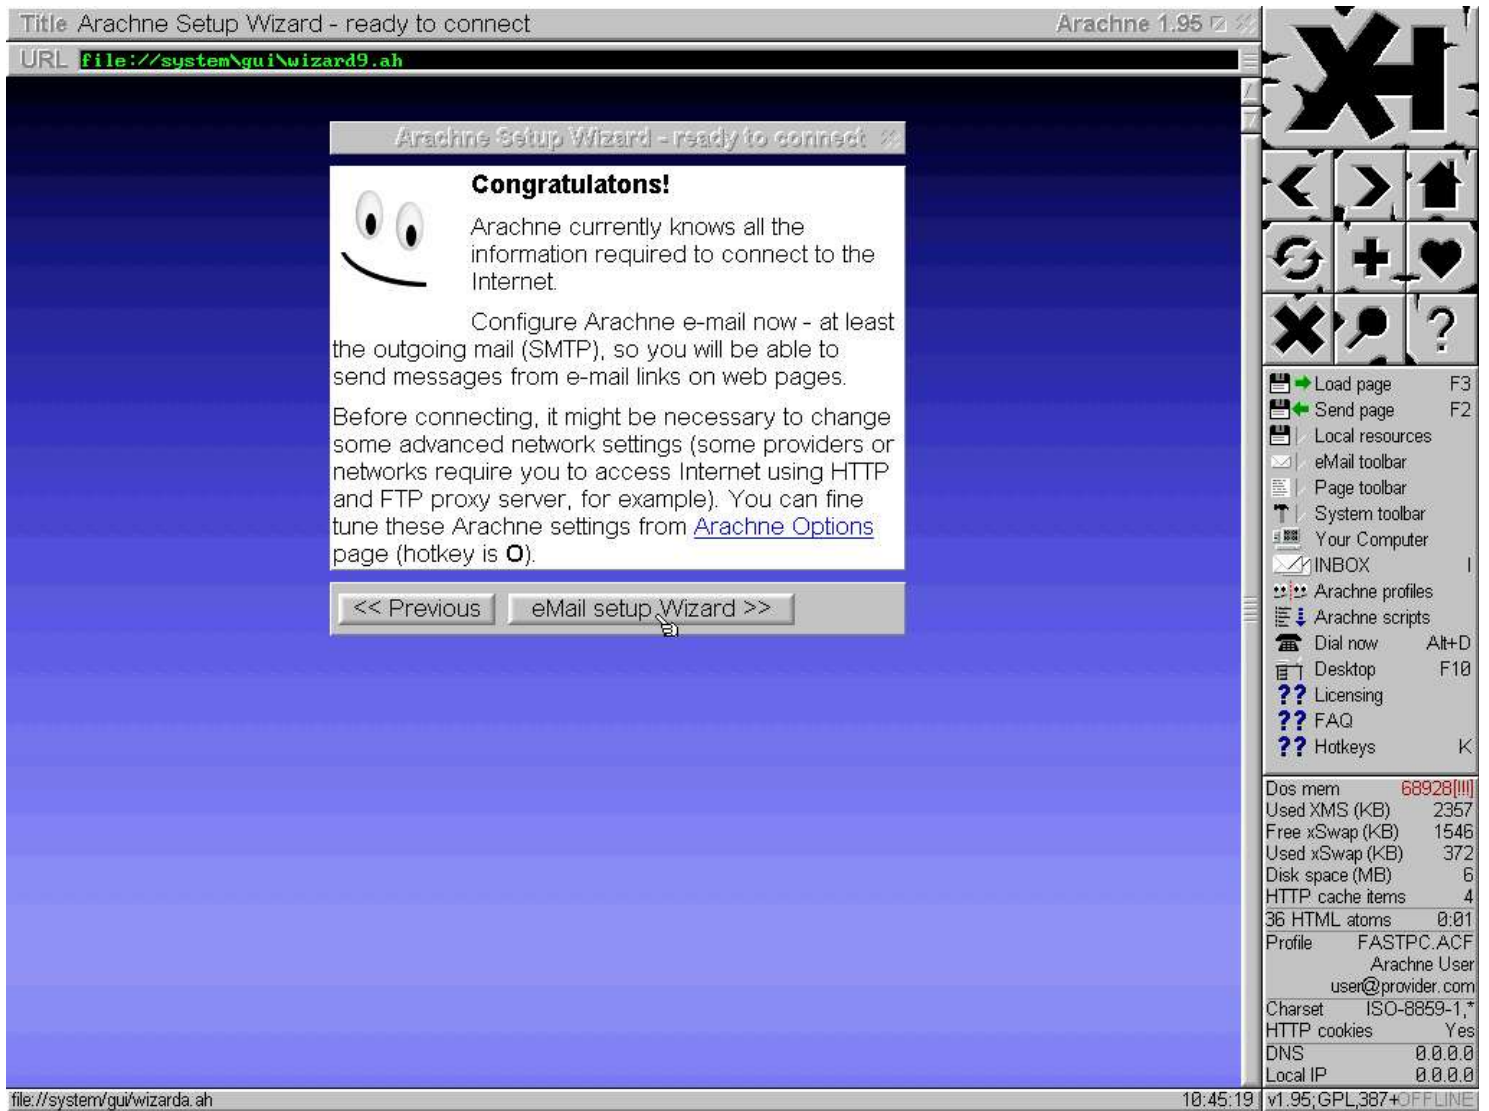 Title Arachne Setup Wizard - ready to connect Arachne 1.95
URL file://system\gui\wizard9.ah
Arachne Setup Wizard - ready to connect
Congratulatons!
Arachne currently knows all the
information required to connect to the
Internet.
Configure Arachne e-mail now - at least
the outgoing mail (SMTP), so you will be able to
send messages from e-mail links on web pages.
Before connecting, it might be necessary to change
some advanced network settings (some providers or
networks require you to access Internet using HTTP
and FTP proxy server, for example). You can fine
tune these Arachne settings from Arachne Options
page (hotkey is O).
<< Previous eMail setup Wizard >>
Load page F3
Send page F2
Local resources
eMail toolbar
Page toolbar
System toolbar
Your Computer
INBOX I
Arachne profiles
Arachne scripts
Dial now Alt+D
Desktop F10
?? Licensing
?? FAQ
?? Hotkeys K
Dos mem 68928[!!!]
Used XMS (KB) 2357
Free xSwap (KB) 1546
Used xSwap (KB) 372
Disk space (MB) 6
HTTP cache items 4
36 HTML atoms 0:01
Profile FASTPC.ACF
Arachne User
user@provider.com
Charset ISO-8859-1,*
HTTP cookies Yes
DNS 0.0.0.0
Local IP 0.0.0.0
file://system/gui/wizarda.ah 10:45:19 v1.95;GPL,387+OFFLINE